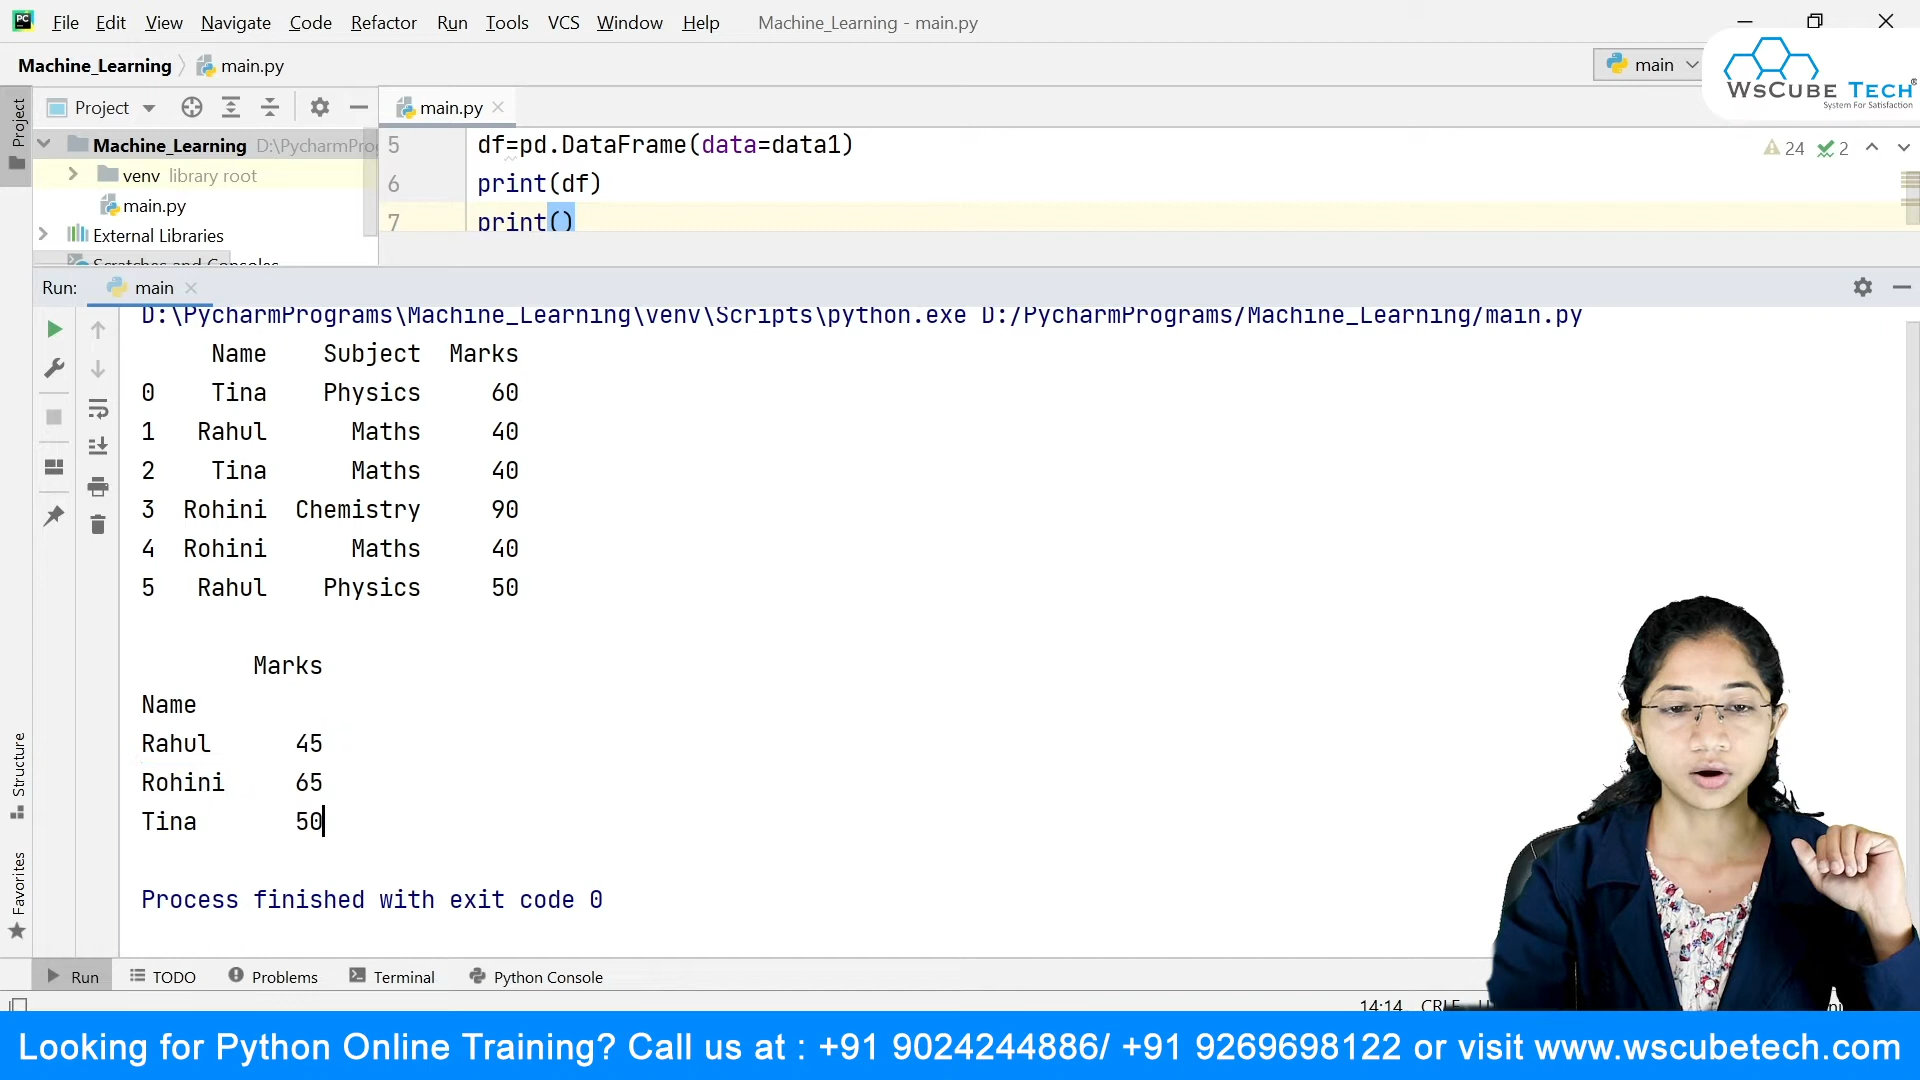 File Edit View Navigate Code Refactor Run Tools VCS Window Help Machine_Learning - main.py
Machine_Learning main.py main
WsCube Tech
System For Satisfaction
Project main.py
Project
Machine_Learning D:\PycharmPro
venv library root
main.py
External Libraries
Scratches and Consoles
5 df=pd.DataFrame(data=data1)
6 print(df)
7 print()
24 2
Run: main
D:\PycharmPrograms\Machine_Learning\venv\Scripts\python.exe D:/PycharmPrograms/Machine_Learning/main.py
Name Subject Marks
0 Tina Physics 60
1 Rahul Maths 40
2 Tina Maths 40
3 Rohini Chemistry 90
4 Rohini Maths 40
5 Rahul Physics 50
Marks
Name
Rahul 45
Rohini 65
Tina 50
Process finished with exit code 0
Structure
Favorites
Run TODO Problems Terminal Python Console
14:14 CRLF
Looking for Python Online Training? Call us at : +91 9024244886/ +91 9269698122 or visit www.wscubetech.com